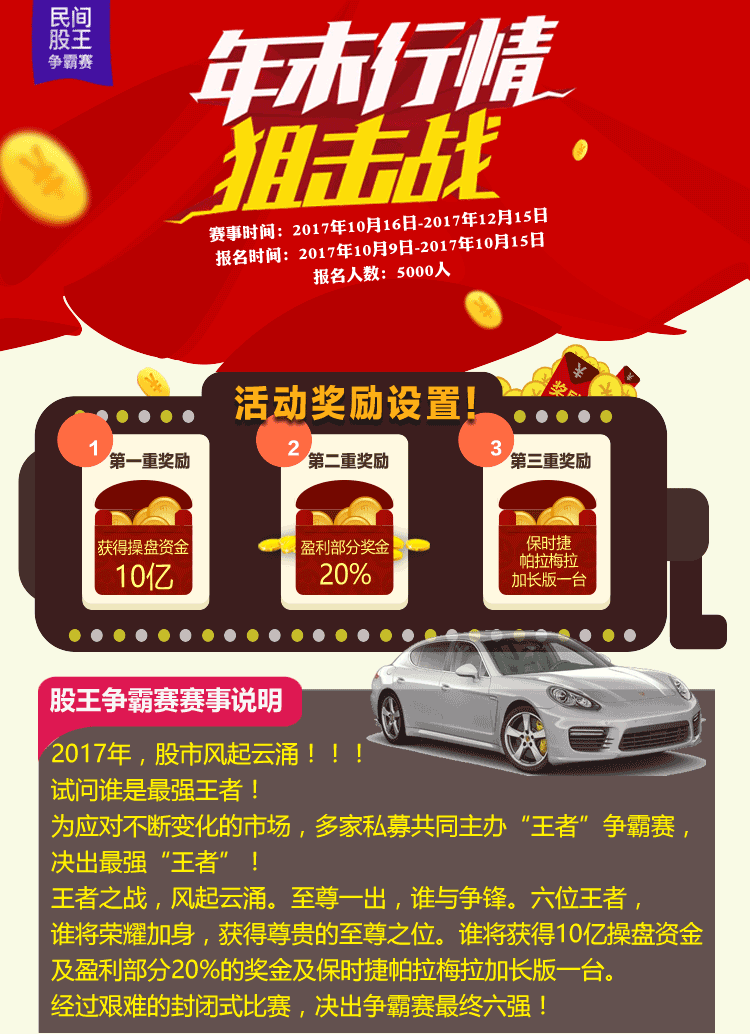 民间
股王
争霸赛
年末行情
狙击战
赛事时间：2017年10月16日-2017年12月15日
报名时间：2017年10月9日-2017年10月15日
报名人数：5000人
活动奖励设置!
1
第一重奖励
获得操盘资金
10亿
2
第二重奖励
盈利部分奖金
20%
3
第三重奖励
保时捷
帕拉梅拉
加长版一台
股王争霸赛赛事说明
2017年，股市风起云涌！！！
试问谁是最强王者！
为应对不断变化的市场，多家私募共同主办“王者”争霸赛，
决出最强“王者”！
王者之战，风起云涌。至尊一出，谁与争锋。六位王者，
谁将荣耀加身，获得尊贵的至尊之位。谁将获得10亿操盘资金
及盈利部分20%的奖金及保时捷帕拉梅拉加长版一台。
经过艰难的封闭式比赛，决出争霸赛最终六强！